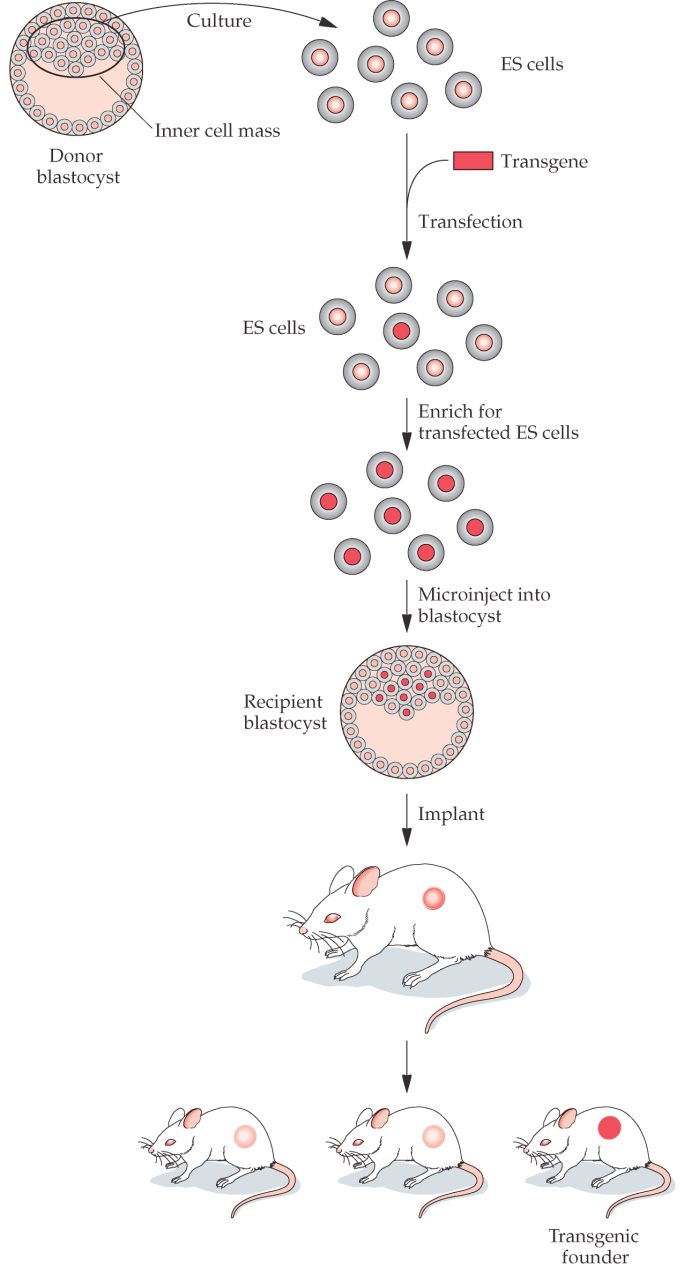 Culture
ES cells
Inner cell mass
Donor
blastocyst
Transgene
Transfection
ES cells
Enrich for
transfected ES cells
Microinject into
blastocyst
Recipient
blastocyst
Implant
Transgenic
founder